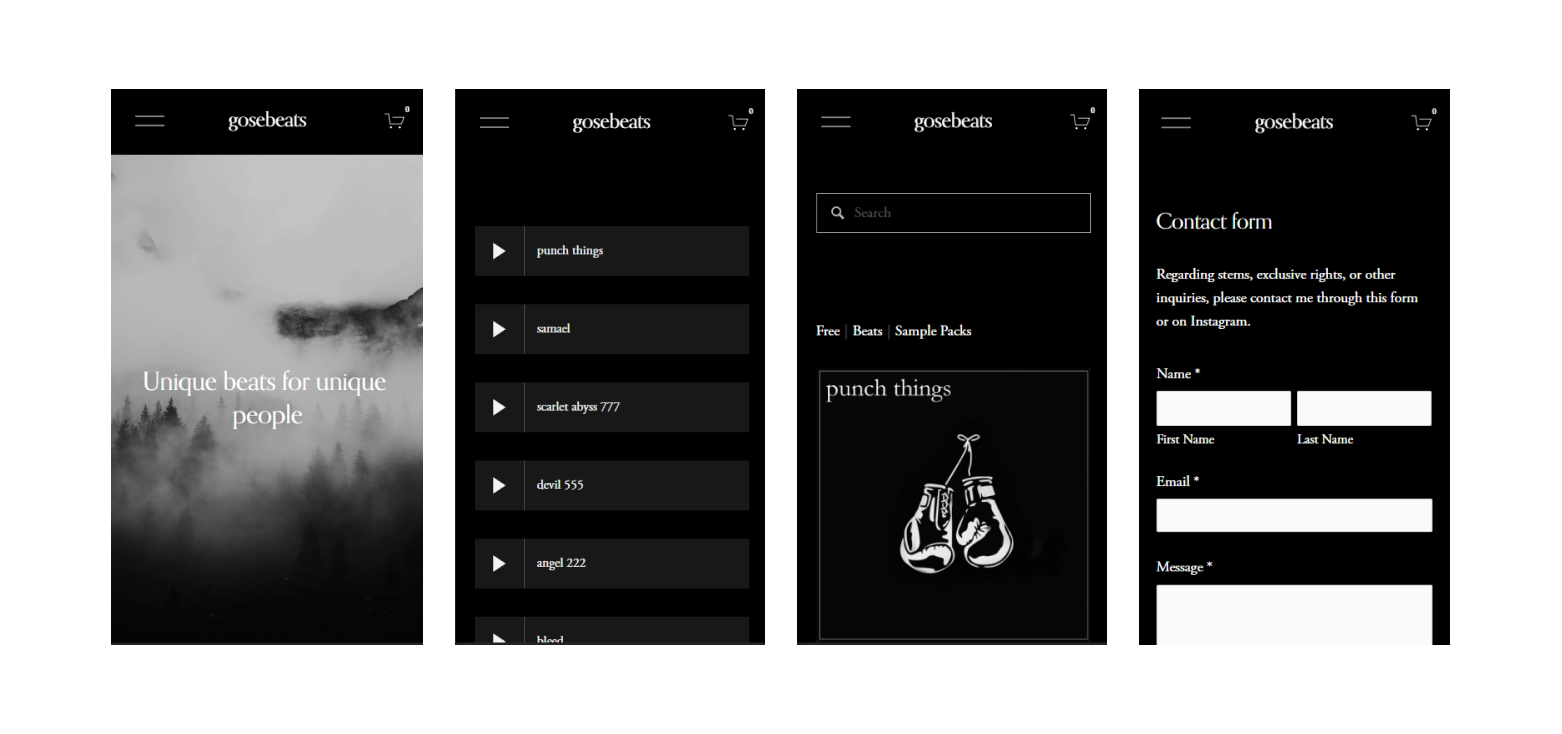 gosebeats
0
Unique beats for unique
people
gosebeats
0
punch things
samael
scarlet abyss 777
devil 555
angel 222
bleed
gosebeats
0
Search
Free | Beats | Sample Packs
punch things
gosebeats
0
Contact form
Regarding stems, exclusive rights, or other
inquiries, please contact me through this form
or on Instagram.
Name *
First Name
Last Name
Email *
Message *